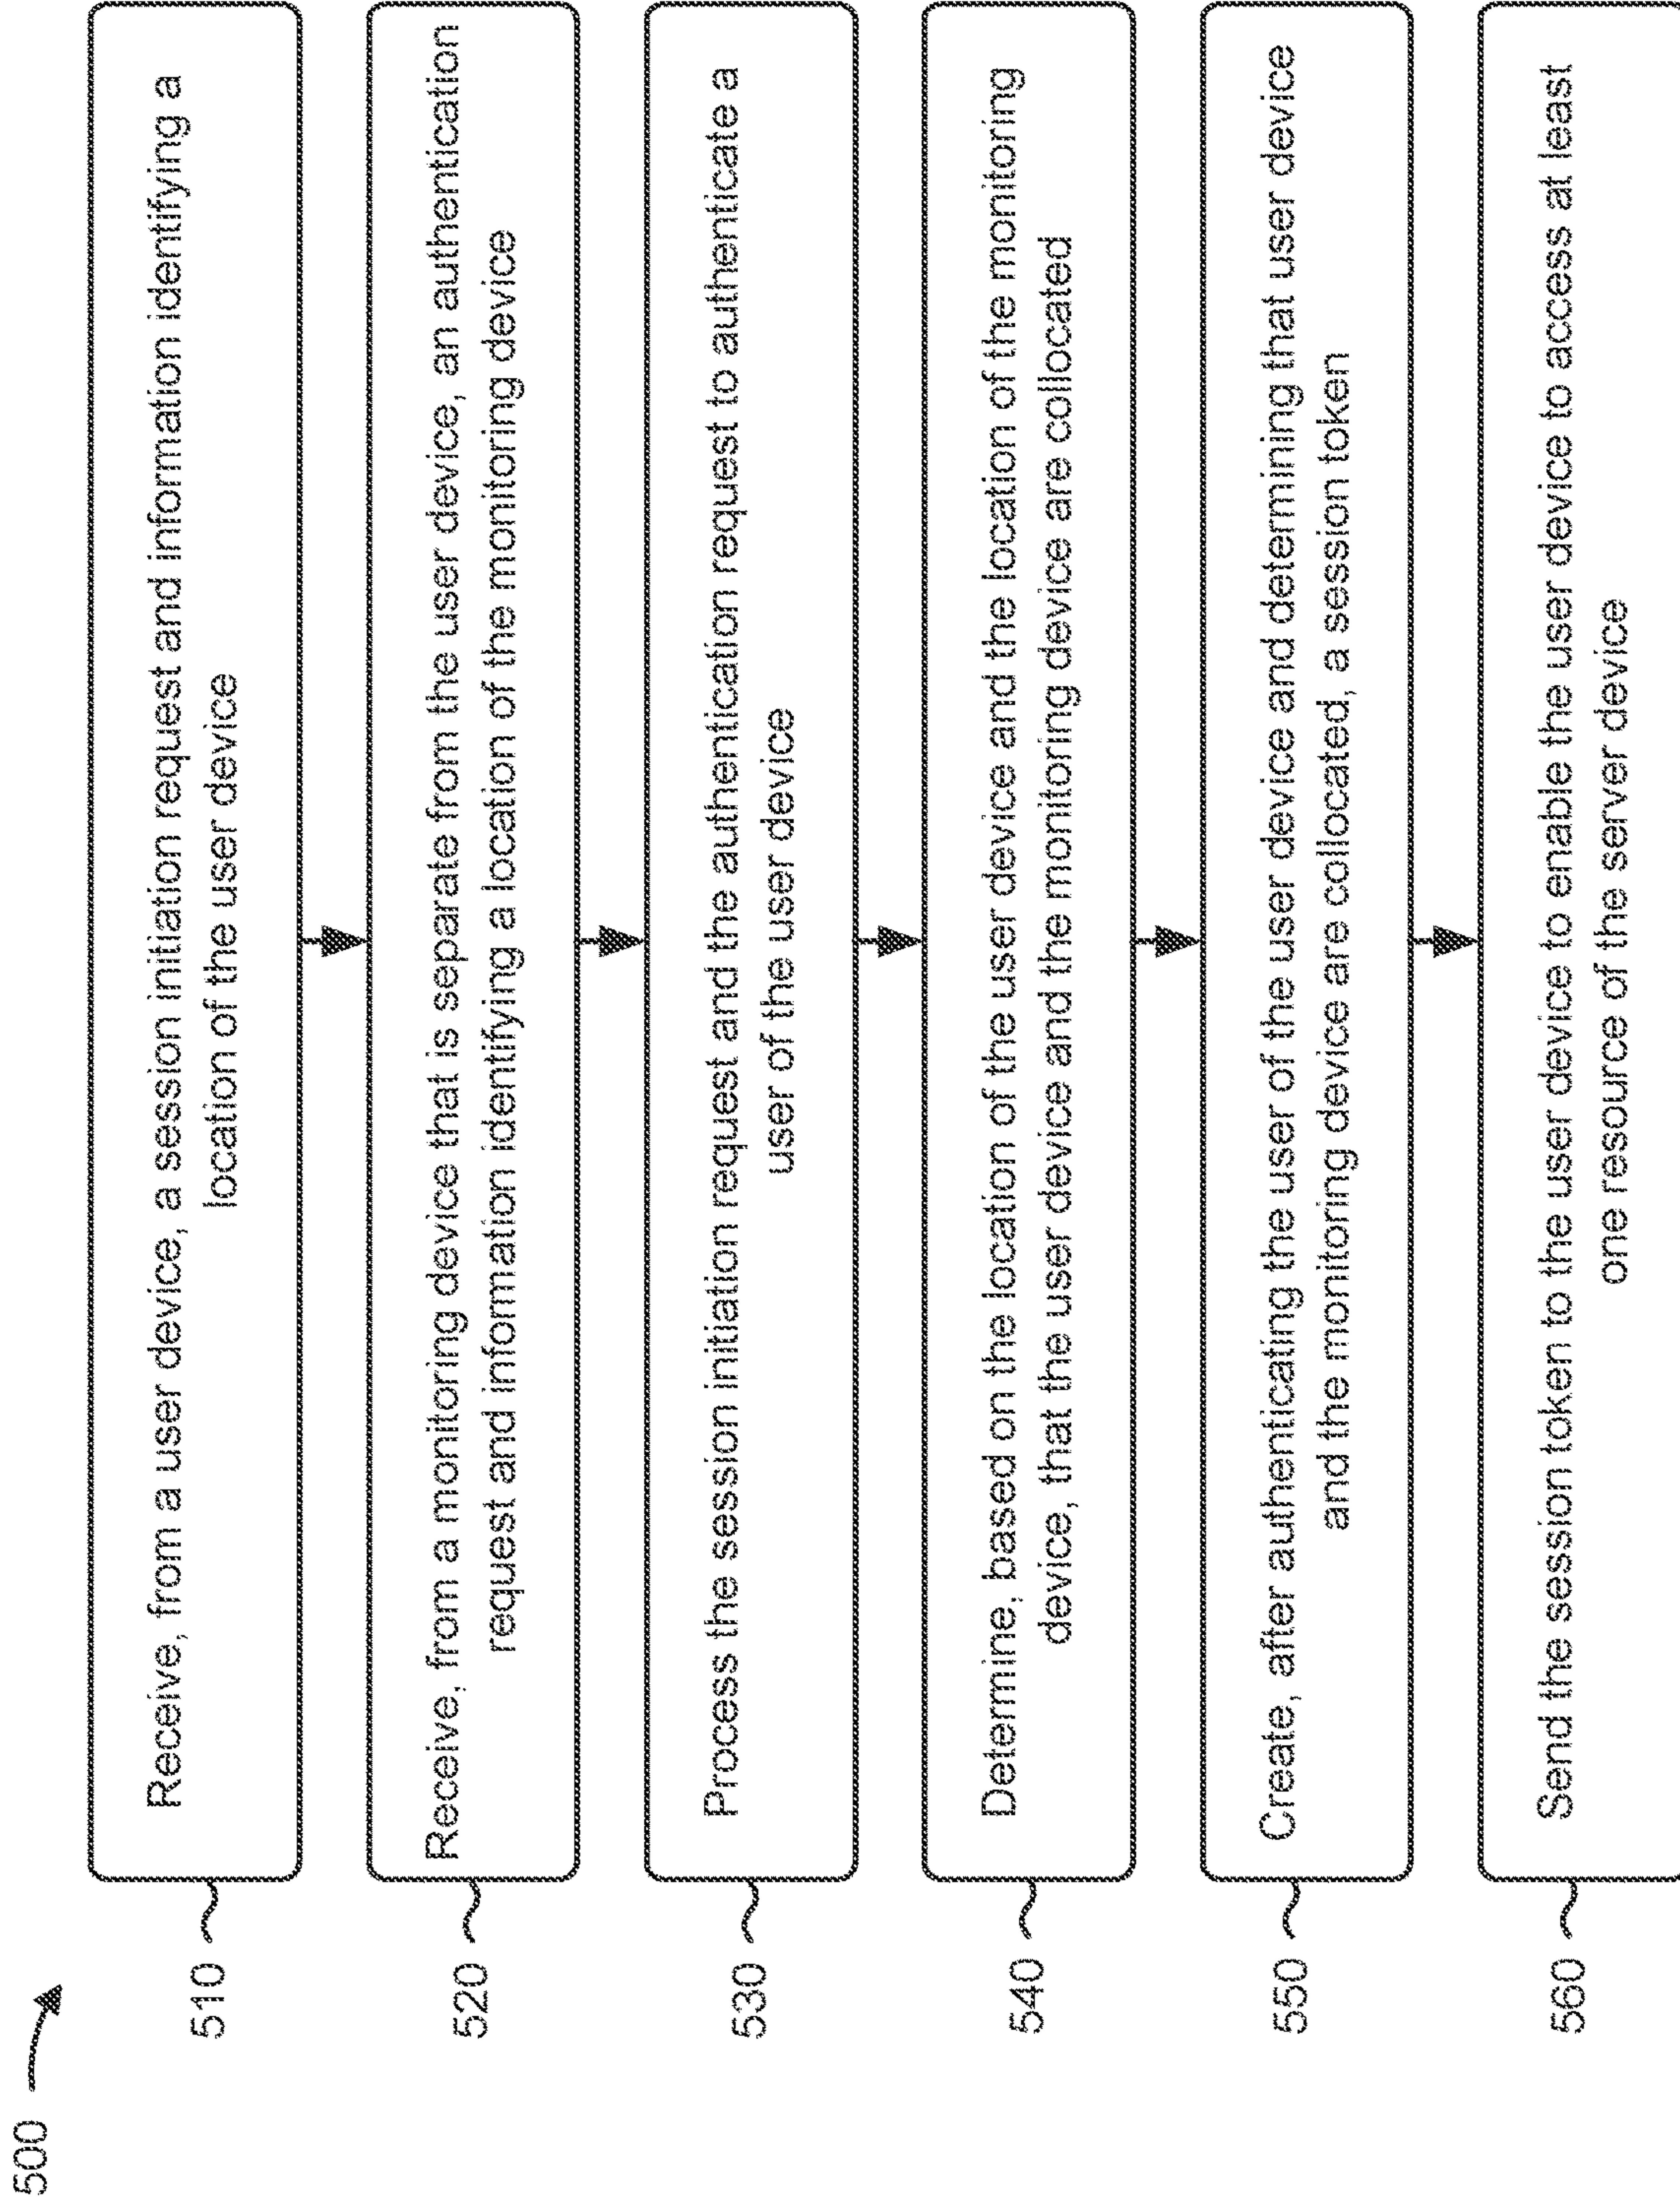 500
510
Receive, from a user device, a session initiation request and information identifying a
location of the user device
520
Receive, from a monitoring device that is separate from the user device, an authentication
request and information identifying a location of the monitoring device
530
Process the session initiation request and the authentication request to authenticate a
user of the user device
540
Determine, based on the location of the user device and the location of the monitoring
device, that the user device and the monitoring device are collocated
550
Create, after authenticating the user of the user device and determining that user device
and the monitoring device are collocated, a session token
560
Send the session token to the user device to enable the user device to access at least
one resource of the server device